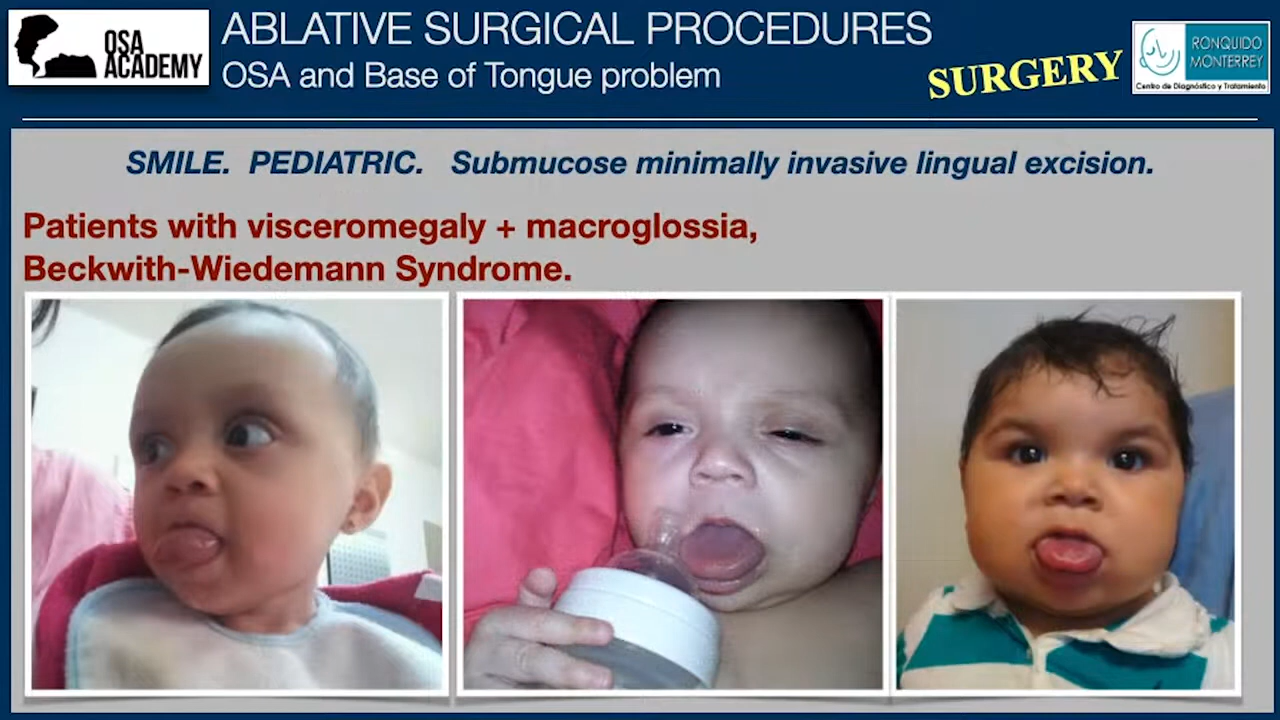 OSA
ACADEMY
ABLATIVE SURGICAL PROCEDURES
OSA and Base of Tongue problem
SURGERY
RONQUIDO
MONTERREY
Centro de Diagnóstico y Tratamiento
SMILE. PEDIATRIC. Submucose minimally invasive lingual excision.
Patients with visceromegaly + macroglossia,
Beckwith-Wiedemann Syndrome.